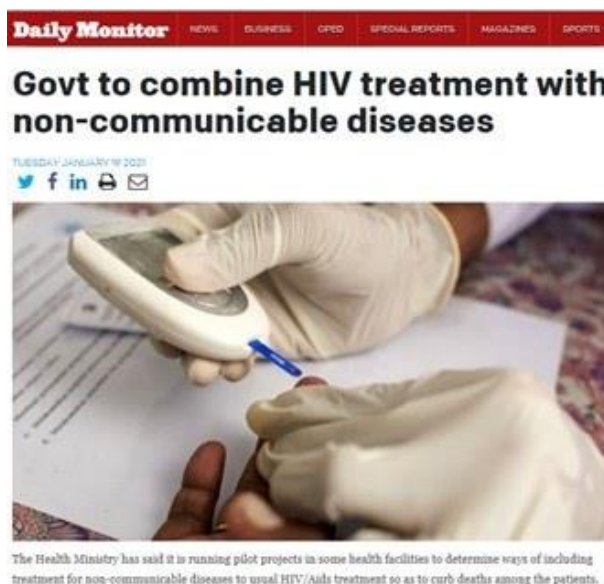 Daily Monitor NEWS BUSINESS OPED SPECIAL REPORTS MAGAZINES SPORTS
Govt to combine HIV treatment with
non-communicable diseases
TUESDAY JANUARY 19 2021
The Health Ministry has said it is running pilot projects in some health facilities to determine ways of including
treatment for non-communicable diseases to usual HIV/Aids treatment so as to curb deaths among the patients.